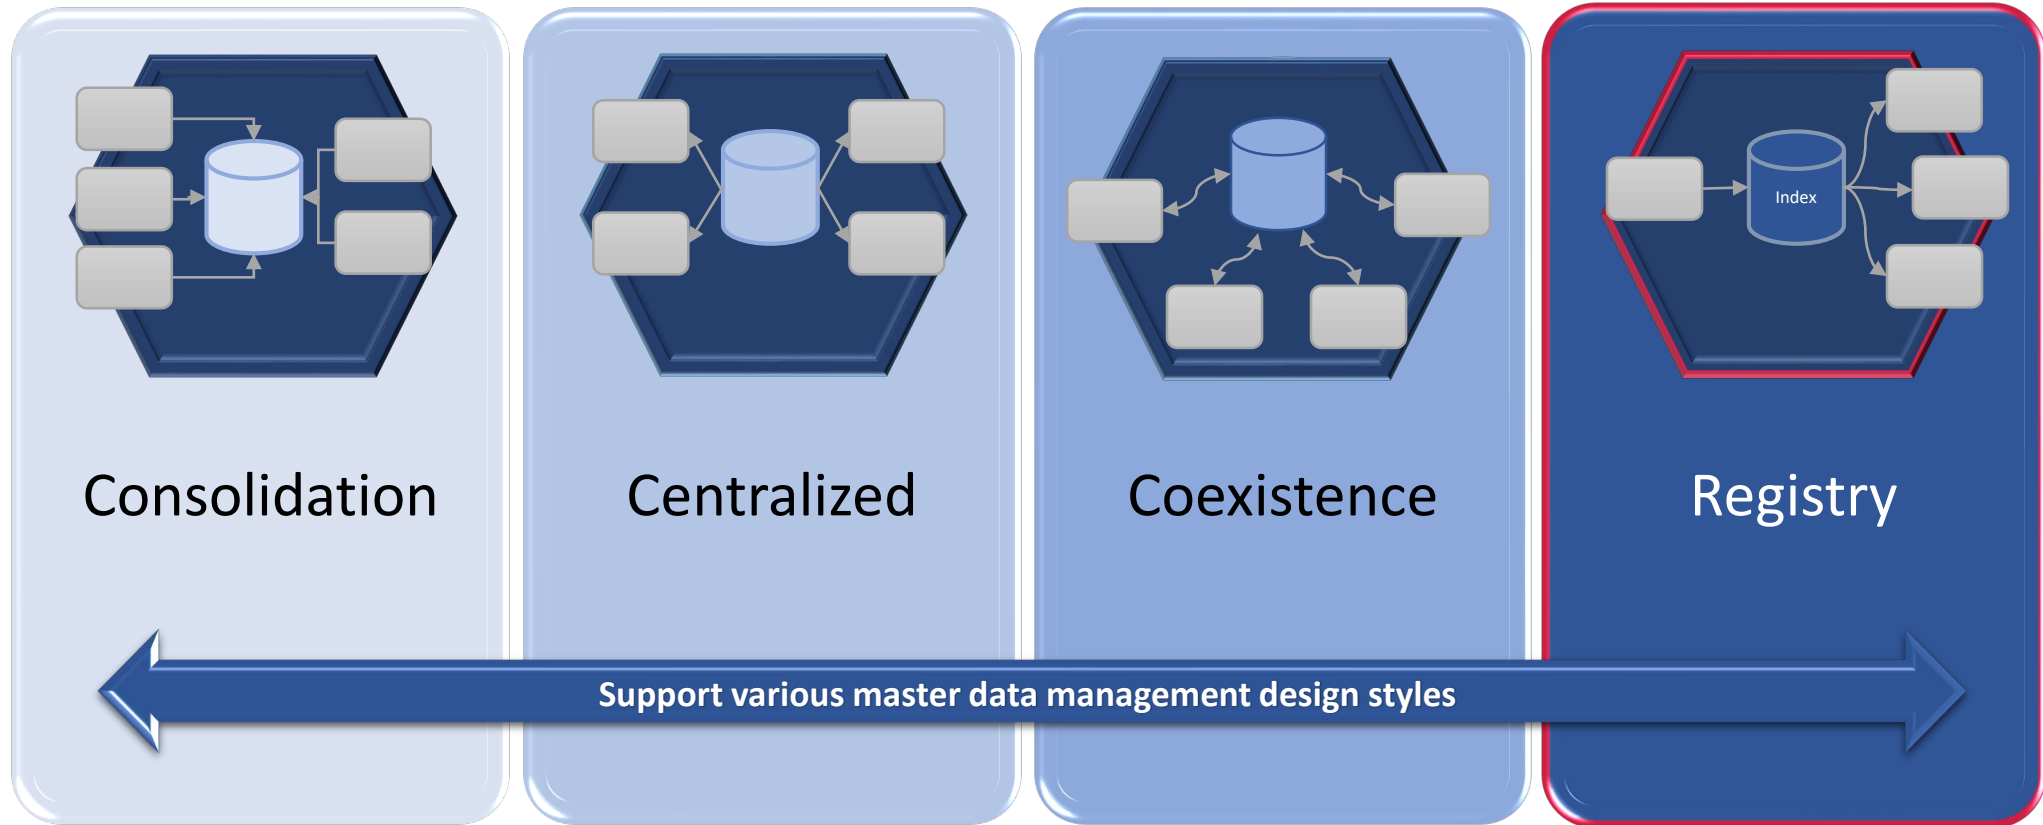 Index
Consolidation
Centralized
Coexistence
Registry
Support various master data management design styles